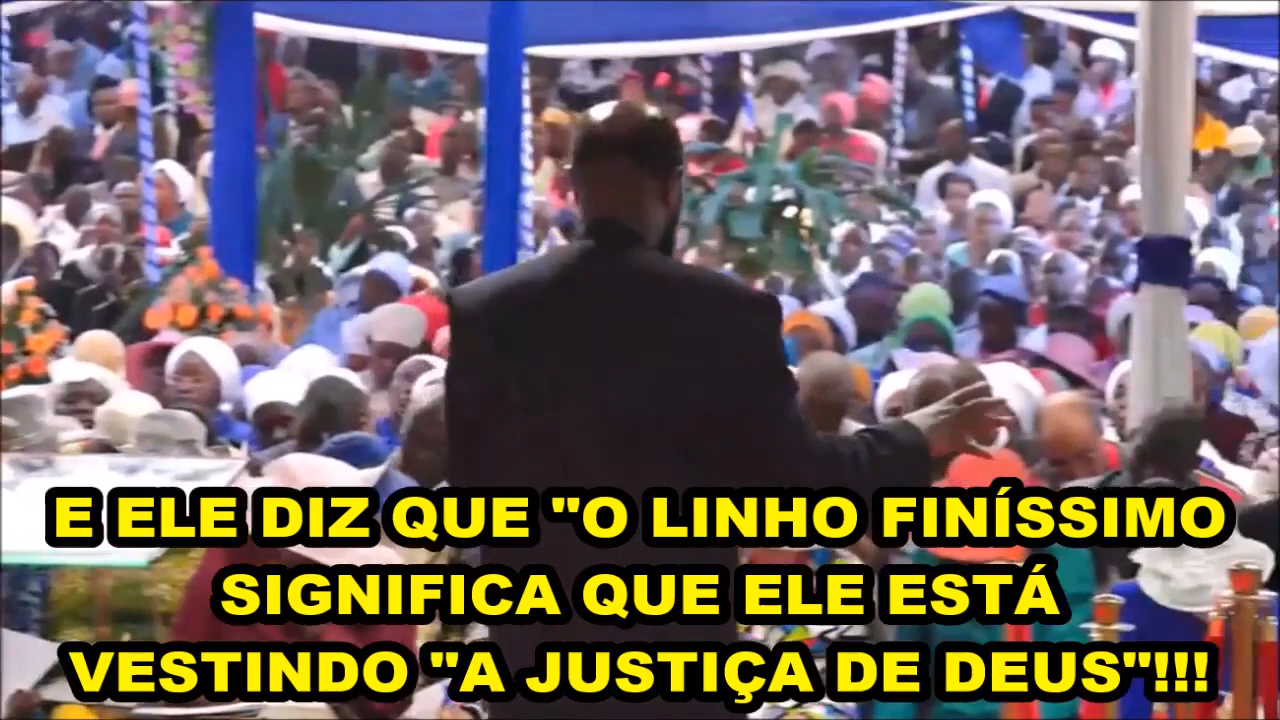 E ELE DIZ QUE "O LINHO FINÍSSIMO
SIGNIFICA QUE ELE ESTÁ
VESTINDO "A JUSTIÇA DE DEUS"!!!